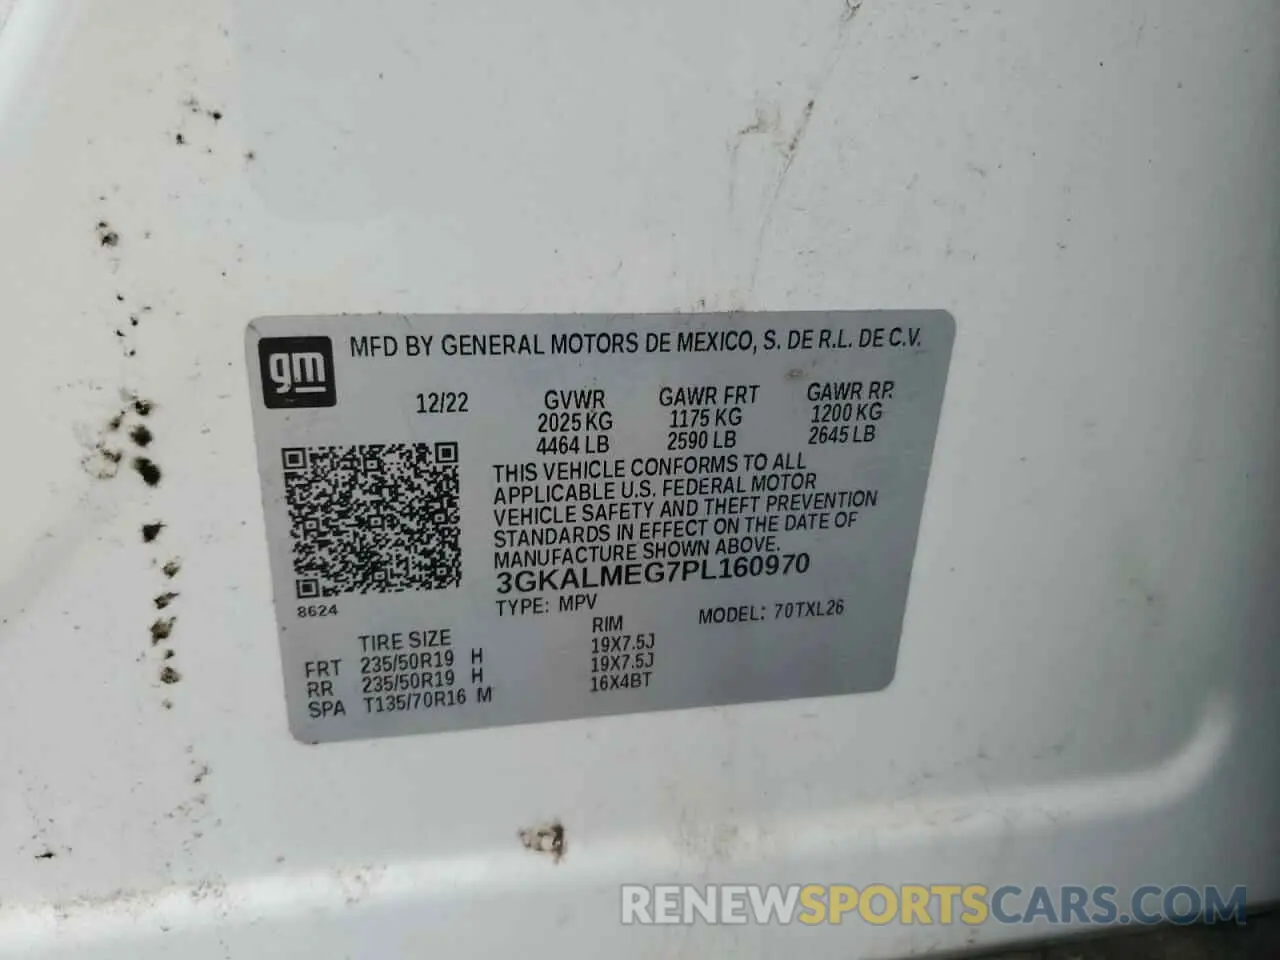 gm
MFD BY GENERAL MOTORS DE MEXICO, S. DE R.L. DE C.V.
12/22 GVWR GAWR FRT GAWR RR
2025 KG 1175 KG 1200 KG
4464 LB 2590 LB 2645 LB
THIS VEHICLE CONFORMS TO ALL
APPLICABLE U.S. FEDERAL MOTOR
VEHICLE SAFETY AND THEFT PREVENTION
STANDARDS IN EFFECT ON THE DATE OF
MANUFACTURE SHOWN ABOVE.
3GKALMEG7PL160970
8624
TYPE: MPV MODEL: 70TXL26
TIRE SIZE RIM
FRT 235/50R19 H 19X7.5J
RR 235/50R19 H 19X7.5J
SPA T135/70R16 M 16X4BT
RENEWSPORTSCARS.COM